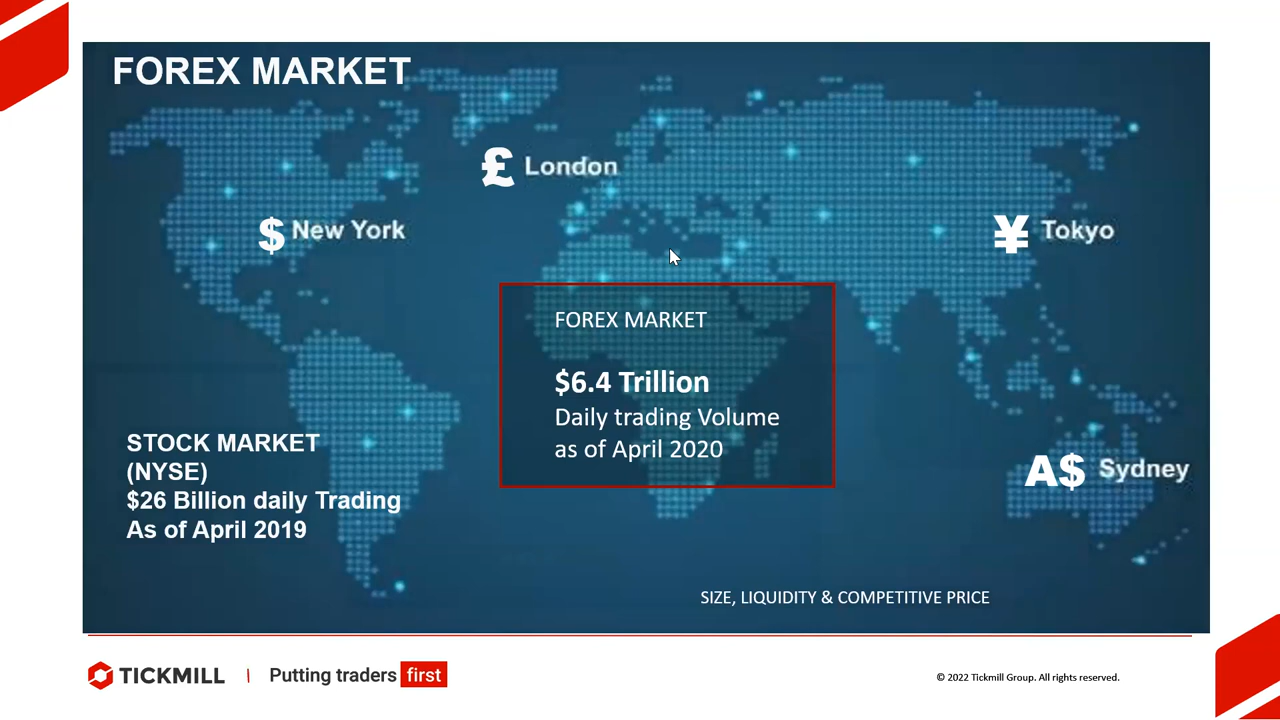 FOREX MARKET
£ London
$ New York
¥ Tokyo
FOREX MARKET
$6.4 Trillion
Daily trading Volume
as of April 2020
STOCK MARKET
(NYSE)
$26 Billion daily Trading
As of April 2019
A$ Sydney
SIZE, LIQUIDITY & COMPETITIVE PRICE
TICKMILL | Putting traders first
© 2022 Tickmill Group. All rights reserved.